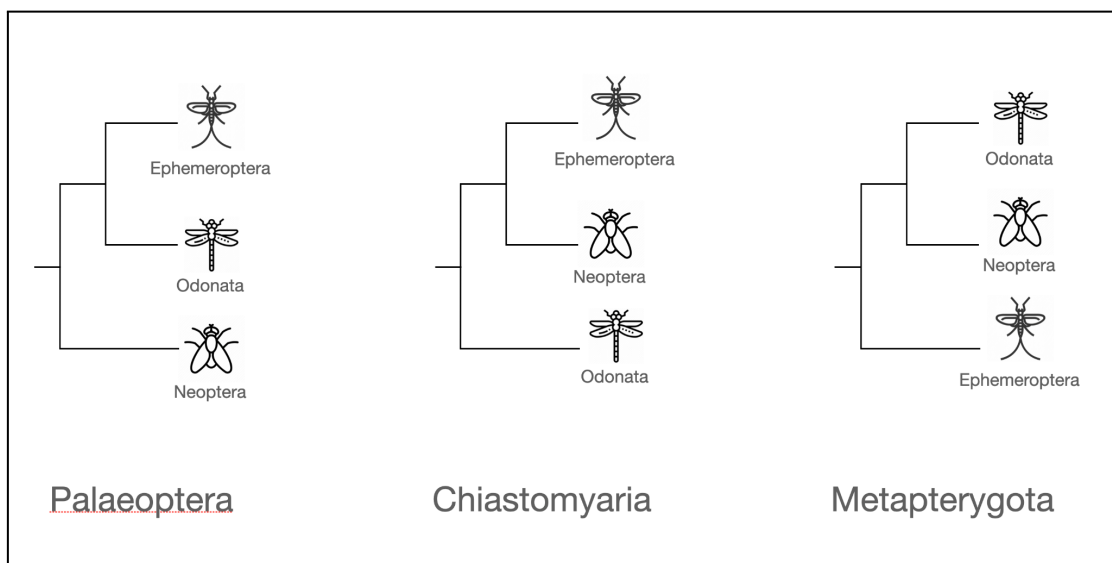 Ephemeroptera
Odonata
Neoptera
Palaeoptera
Ephemeroptera
Neoptera
Odonata
Chiastomyaria
Odonata
Neoptera
Ephemeroptera
Metapterygota